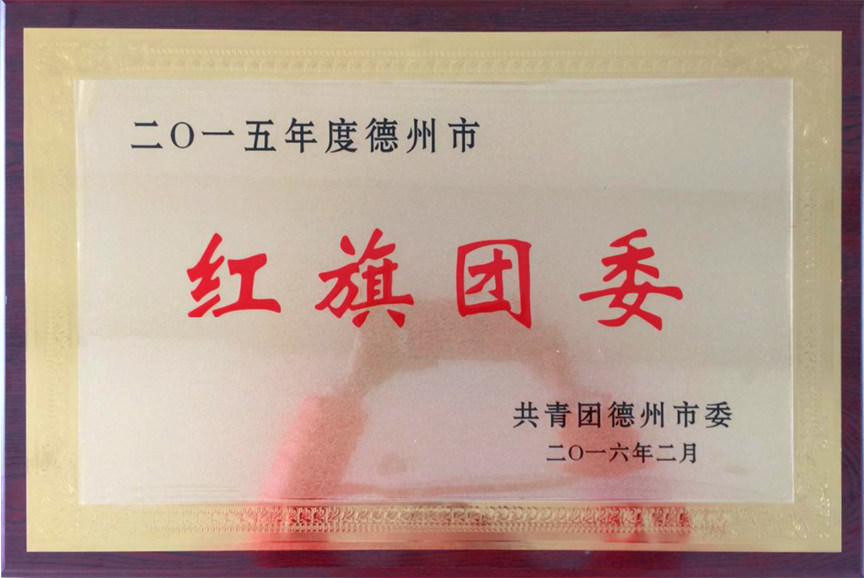 二〇一五年度德州市
红旗团委
共青团德州市委
二〇一六年二月